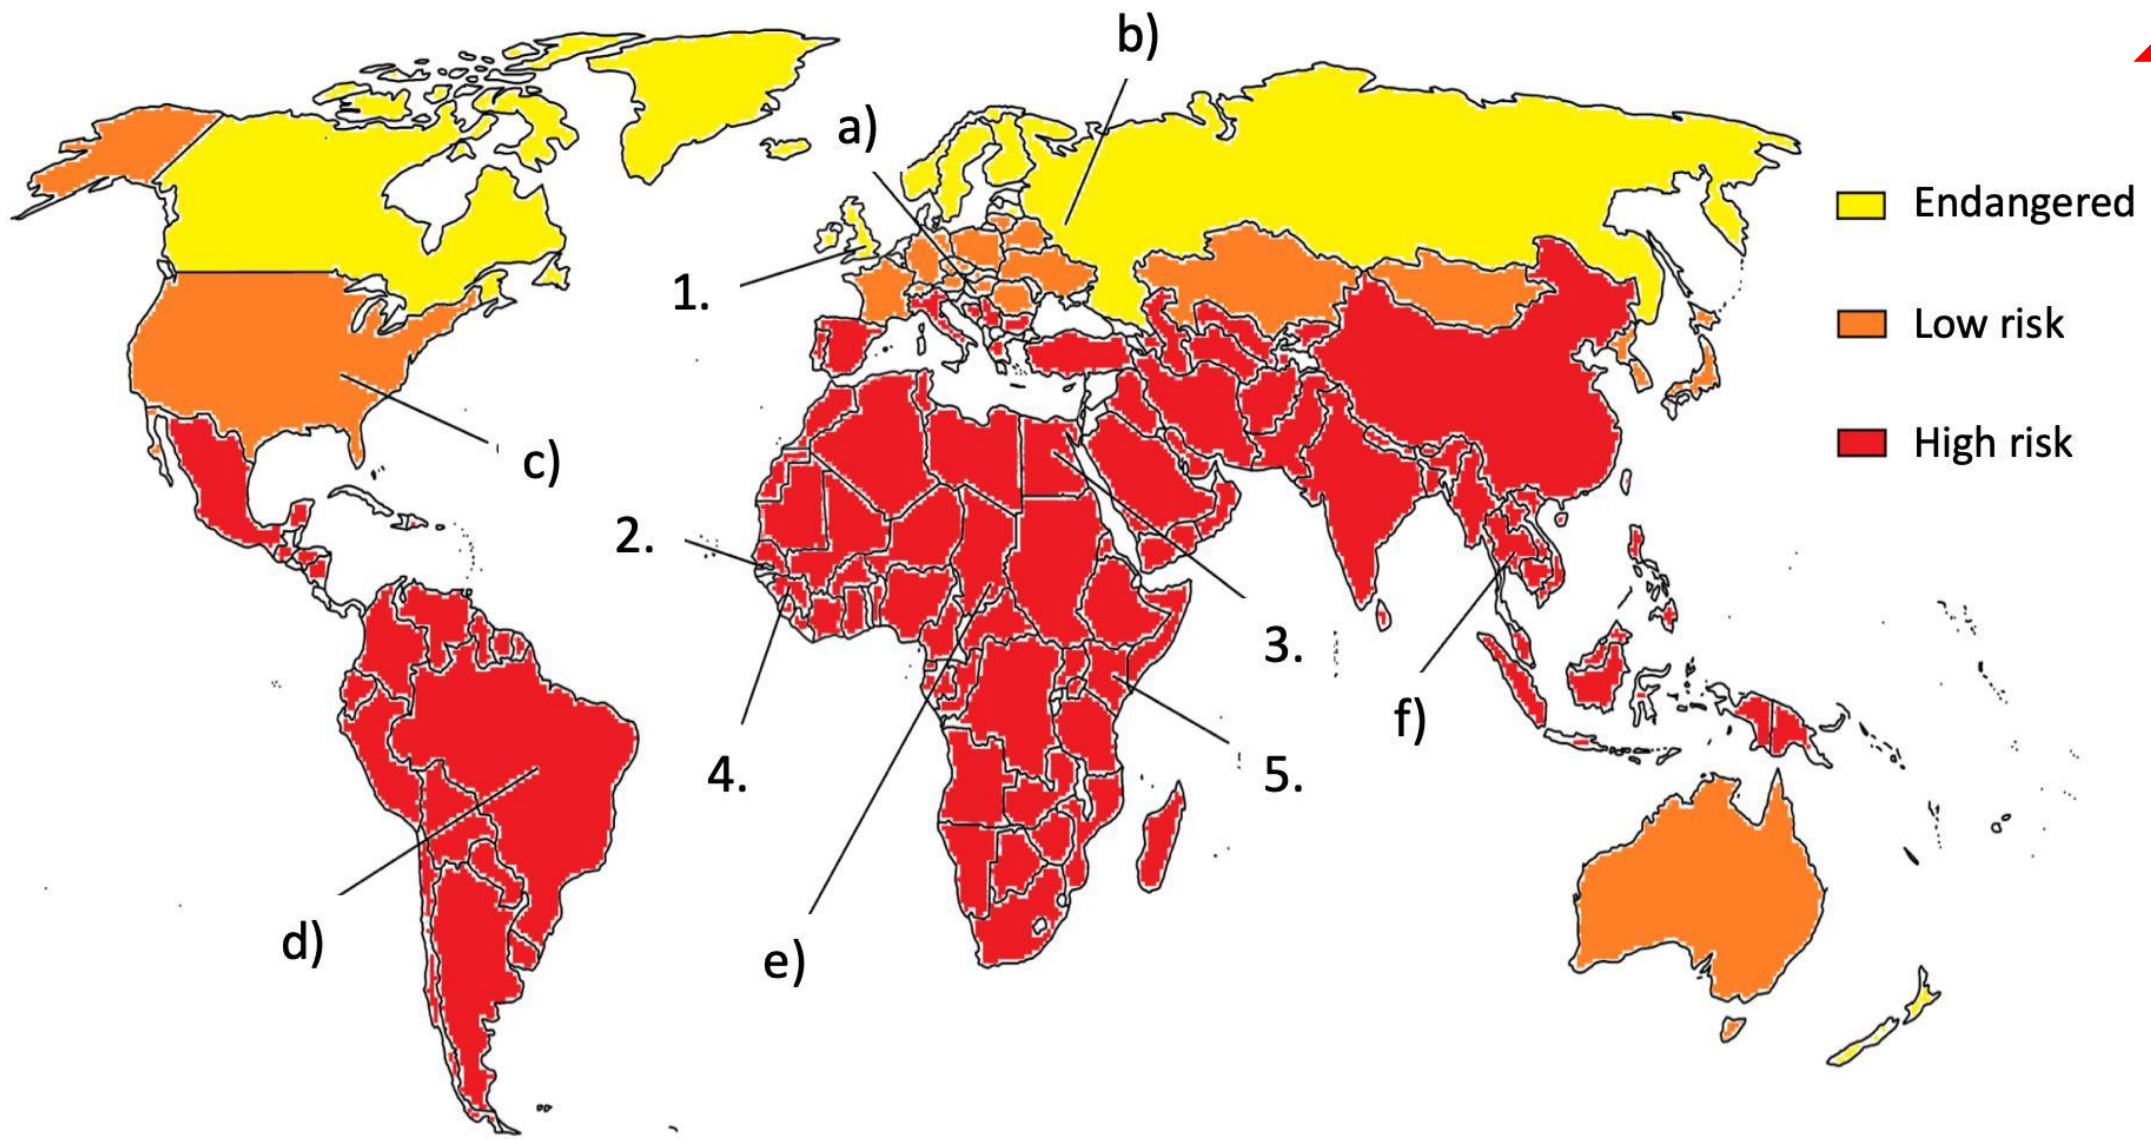 b)
a)
Endangered
1.
Low risk
c)
High risk
2.
3.
f)
4.
5.
d)
e)